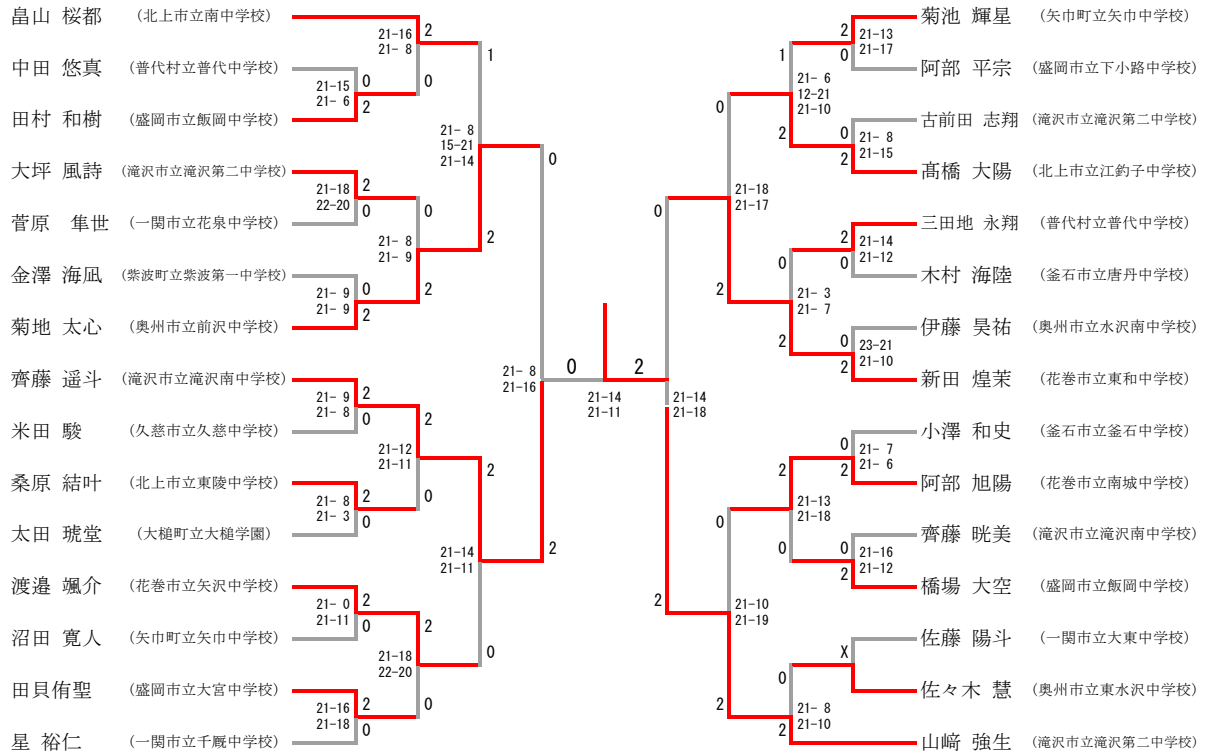 畠山 桜都 (北上市立南中学校)
21-16 2
21- 8
中田 悠真 (普代村立普代中学校)
21-15 0 0
21- 6 2
田村 和樹 (盛岡市立飯岡中学校)
1
21- 8
15-21
21-14
大坪 風詩 (滝沢市立滝沢第二中学校)
21-18 2
22-20 0
菅原 隼世 (一関市立花泉中学校)
0
21- 8
21- 9
2
2
金澤 海凪 (紫波町立紫波第一中学校)
21- 9 0
21- 9 2
菊地 太心 (奥州市立前沢中学校)
0
21- 8
21-16
2
齊藤 遥斗 (滝沢市立滝沢南中学校)
21- 9 2
21- 8 0
米田 駿 (久慈市立久慈中学校)
2
21-12
21-11
0
桑原 結叶 (北上市立東陵中学校)
21- 8 2
21- 3 0
太田 琥堂 (大槌町立大槌学園)
2
21-14
21-11
0
渡邉 颯介 (花巻市立矢沢中学校)
21- 0 2
21-11 0
沼田 寛人 (矢巾町立矢巾中学校)
2
21-18
22-20
0
田貝侑聖 (盛岡市立大宮中学校)
21-16 2
21-18 0
星 裕仁 (一関市立千厩中学校)
0 2
21-14
21-11
菊池 輝星 (矢巾町立矢巾中学校)
2 21-13
0 21-17
阿部 平宗 (盛岡市立下小路中学校)
1
21- 6
12-21
21-10
2
古前田 志翔 (滝沢市立滝沢第二中学校)
0 21- 8
2 21-15
髙橋 大陽 (北上市立江釣子中学校)
0
21-18
21-17
2
三田地 永翔 (普代村立普代中学校)
2 21-14
0 21-12
木村 海陸 (釜石市立唐丹中学校)
0
21- 3
21- 7
2
伊藤 昊祐 (奥州市立水沢南中学校)
0 23-21
2 21-10
新田 煌茉 (花巻市立東和中学校)
0
21-14
21-18
2
小澤 和史 (釜石市立釜石中学校)
0 21- 7
2 21- 6
阿部 旭陽 (花巻市立南城中学校)
2
21-13
21-18
0
齊藤 晄美 (滝沢市立滝沢南中学校)
0 21-16
2 21-12
橋場 大空 (盛岡市立飯岡中学校)
0
21-10
21-19
2
佐藤 陽斗 (一関市立大東中学校)
X
佐々木 慧 (奥州市立東水沢中学校)
0
21- 8
21-10
2
山﨑 強生 (滝沢市立滝沢第二中学校)